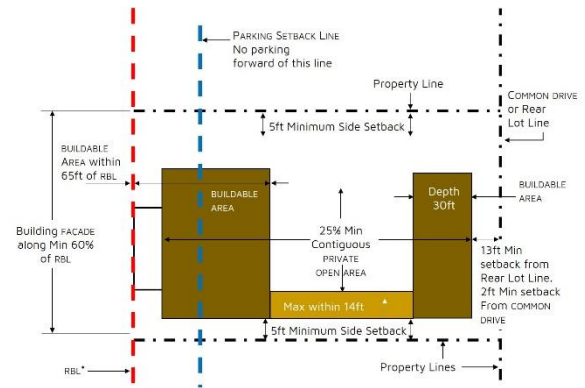 PARKING SETBACK LINE
No parking
forward of this line
Property Line
COMMON DRIVE
or Rear
Lot Line
5ft Minimum Side Setback
BUILDABLE
AREA within
65ft of RBL
BUILDABLE
AREA
Depth
30ft
BUILDABLE
AREA
Building FAÇADE
along Min 60%
of RBL
25% Min
Contiguous
PRIVATE
OPEN AREA
13ft Min
setback from
Rear Lot Line.
2ft Min setback
From COMMON
DRIVE
Max within 14ft
5ft Minimum Side Setback
RBL*
Property Lines